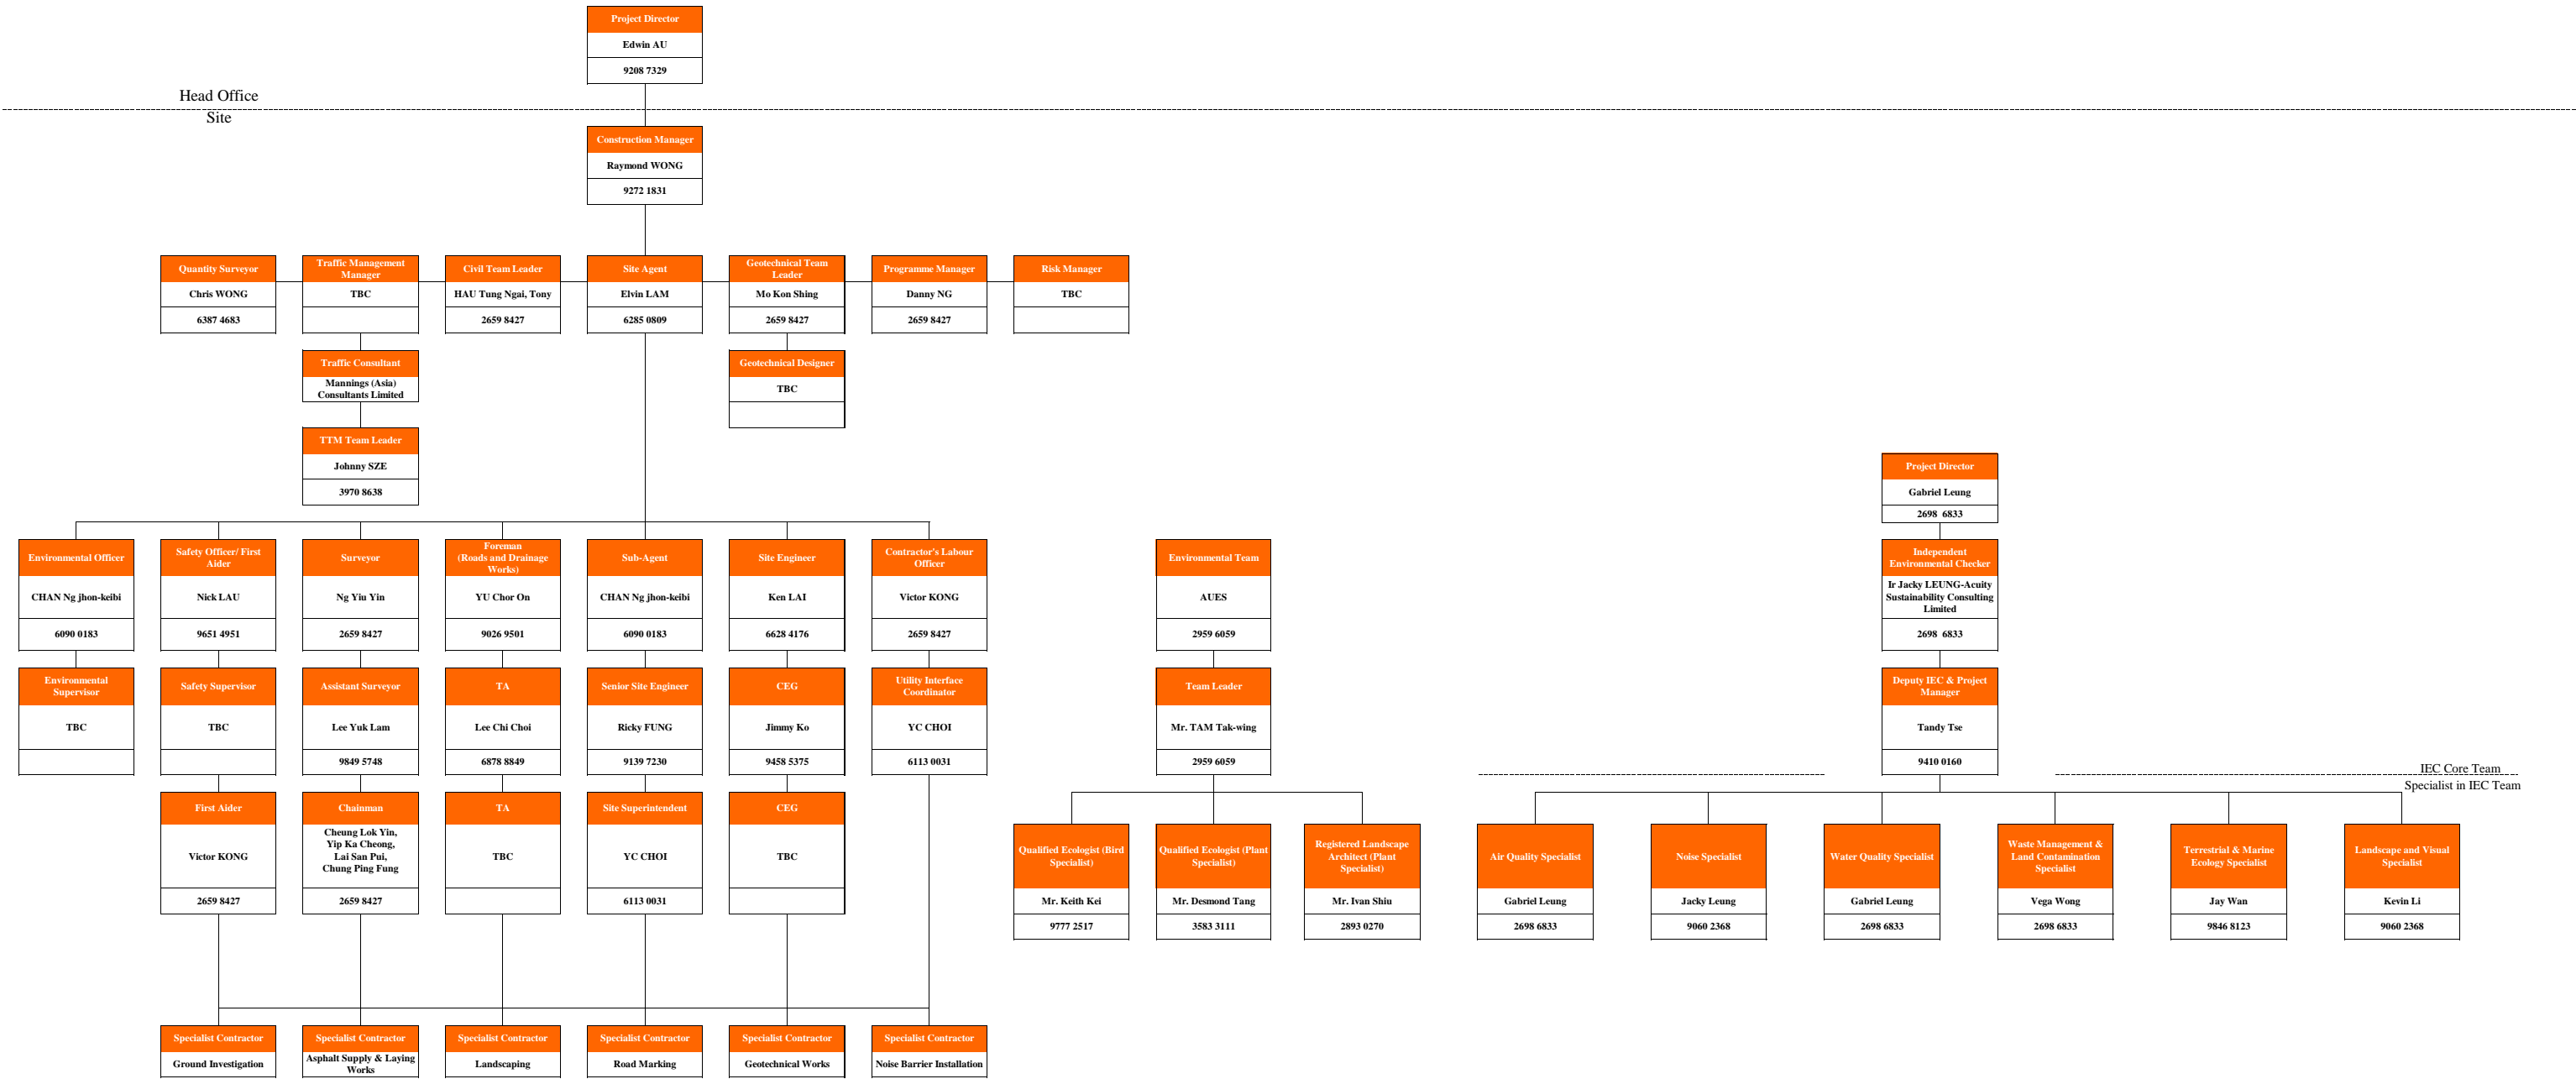 Project Director
Edwin AU
9208 7329
Head Office
Site
Construction Manager
Raymond WONG
9272 1831
Quantity Surveyor
Chris WONG
6387 4683
Traffic Management
Manager
TBC
Civil Team Leader
HAU Tung Ngai, Tony
2659 8427
Site Agent
Elvin LAM
6285 0809
Geotechnical Team
Leader
Mo Kon Shing
2659 8427
Programme Manager
Danny NG
2659 8427
Risk Manager
TBC
Traffic Consultant
Mannings (Asia)
Consultants Limited
Geotechnical Designer
TBC
TTM Team Leader
Johnny SZE
3970 8638
Project Director
Gabriel Leung
2698 6833
Environmental Officer
CHAN Ng jhon-keibi
6090 0183
Safety Officer/ First
Aider
Nick LAU
9651 4951
Surveyor
Ng Yiu Yin
2659 8427
Foreman
(Roads and Drainage
Works)
YU Chor On
9026 9501
Sub-Agent
CHAN Ng jhon-keibi
6090 0183
Site Engineer
Ken LAI
6628 4176
Contractor's Labour
Officer
Victor KONG
2659 8427
Environmental Team
AUES
2959 6059
Independent
Environmental Checker
Ir Jacky LEUNG-Acuity
Sustainability Consulting
Limited
2698 6833
Environmental
Supervisor
TBC
Safety Supervisor
TBC
Assistant Surveyor
Lee Yuk Lam
9849 5748
TA
Lee Chi Choi
6878 8849
Senior Site Engineer
Ricky FUNG
9139 7230
CEG
Jimmy Ko
9458 5375
Utility Interface
Coordinator
YC CHOI
6113 0031
Team Leader
Mr. TAM Tak-wing
2959 6059
Deputy IEC & Project
Manager
Tandy Tse
9410 0160
IEC Core Team
Specialist in IEC Team
First Aider
Victor KONG
2659 8427
Chainman
Cheung Lok Yin,
Yip Ka Cheong,
Lai San Pui,
Chung Ping Fung
2659 8427
TA
TBC
Site Superintendent
YC CHOI
6113 0031
CEG
TBC
Qualified Ecologist (Bird
Specialist)
Mr. Keith Kei
9777 2517
Qualified Ecologist (Plant
Specialist)
Mr. Desmond Tang
3583 3111
Registered Landscape
Architect (Plant
Specialist)
Mr. Ivan Shiu
2893 0270
Air Quality Specialist
Gabriel Leung
2698 6833
Noise Specialist
Jacky Leung
9060 2368
Water Quality Specialist
Gabriel Leung
2698 6833
Waste Management &
Land Contamination
Specialist
Vega Wong
2698 6833
Terrestrial & Marine
Ecology Specialist
Jay Wan
9846 8123
Landscape and Visual
Specialist
Kevin Li
9060 2368
Specialist Contractor
Ground Investigation
Specialist Contractor
Asphalt Supply & Laying
Works
Specialist Contractor
Landscaping
Specialist Contractor
Road Marking
Specialist Contractor
Geotechnical Works
Specialist Contractor
Noise Barrier Installation